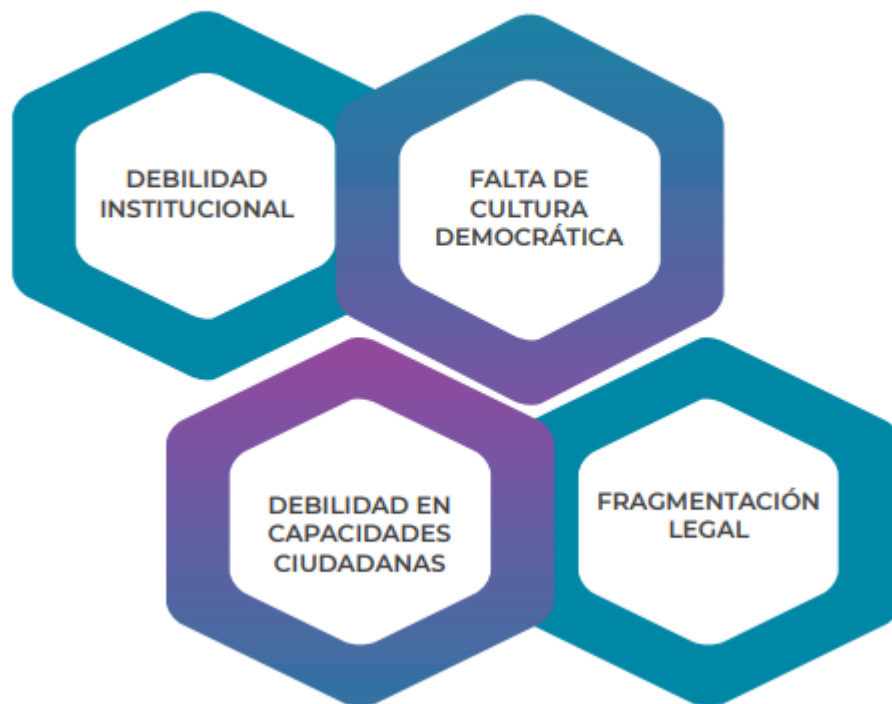 DEBILIDAD
INSTITUCIONAL
FALTA DE
CULTURA
DEMOCRÁTICA
DEBILIDAD EN
CAPACIDADES
CIUDADANAS
FRAGMENTACIÓN
LEGAL